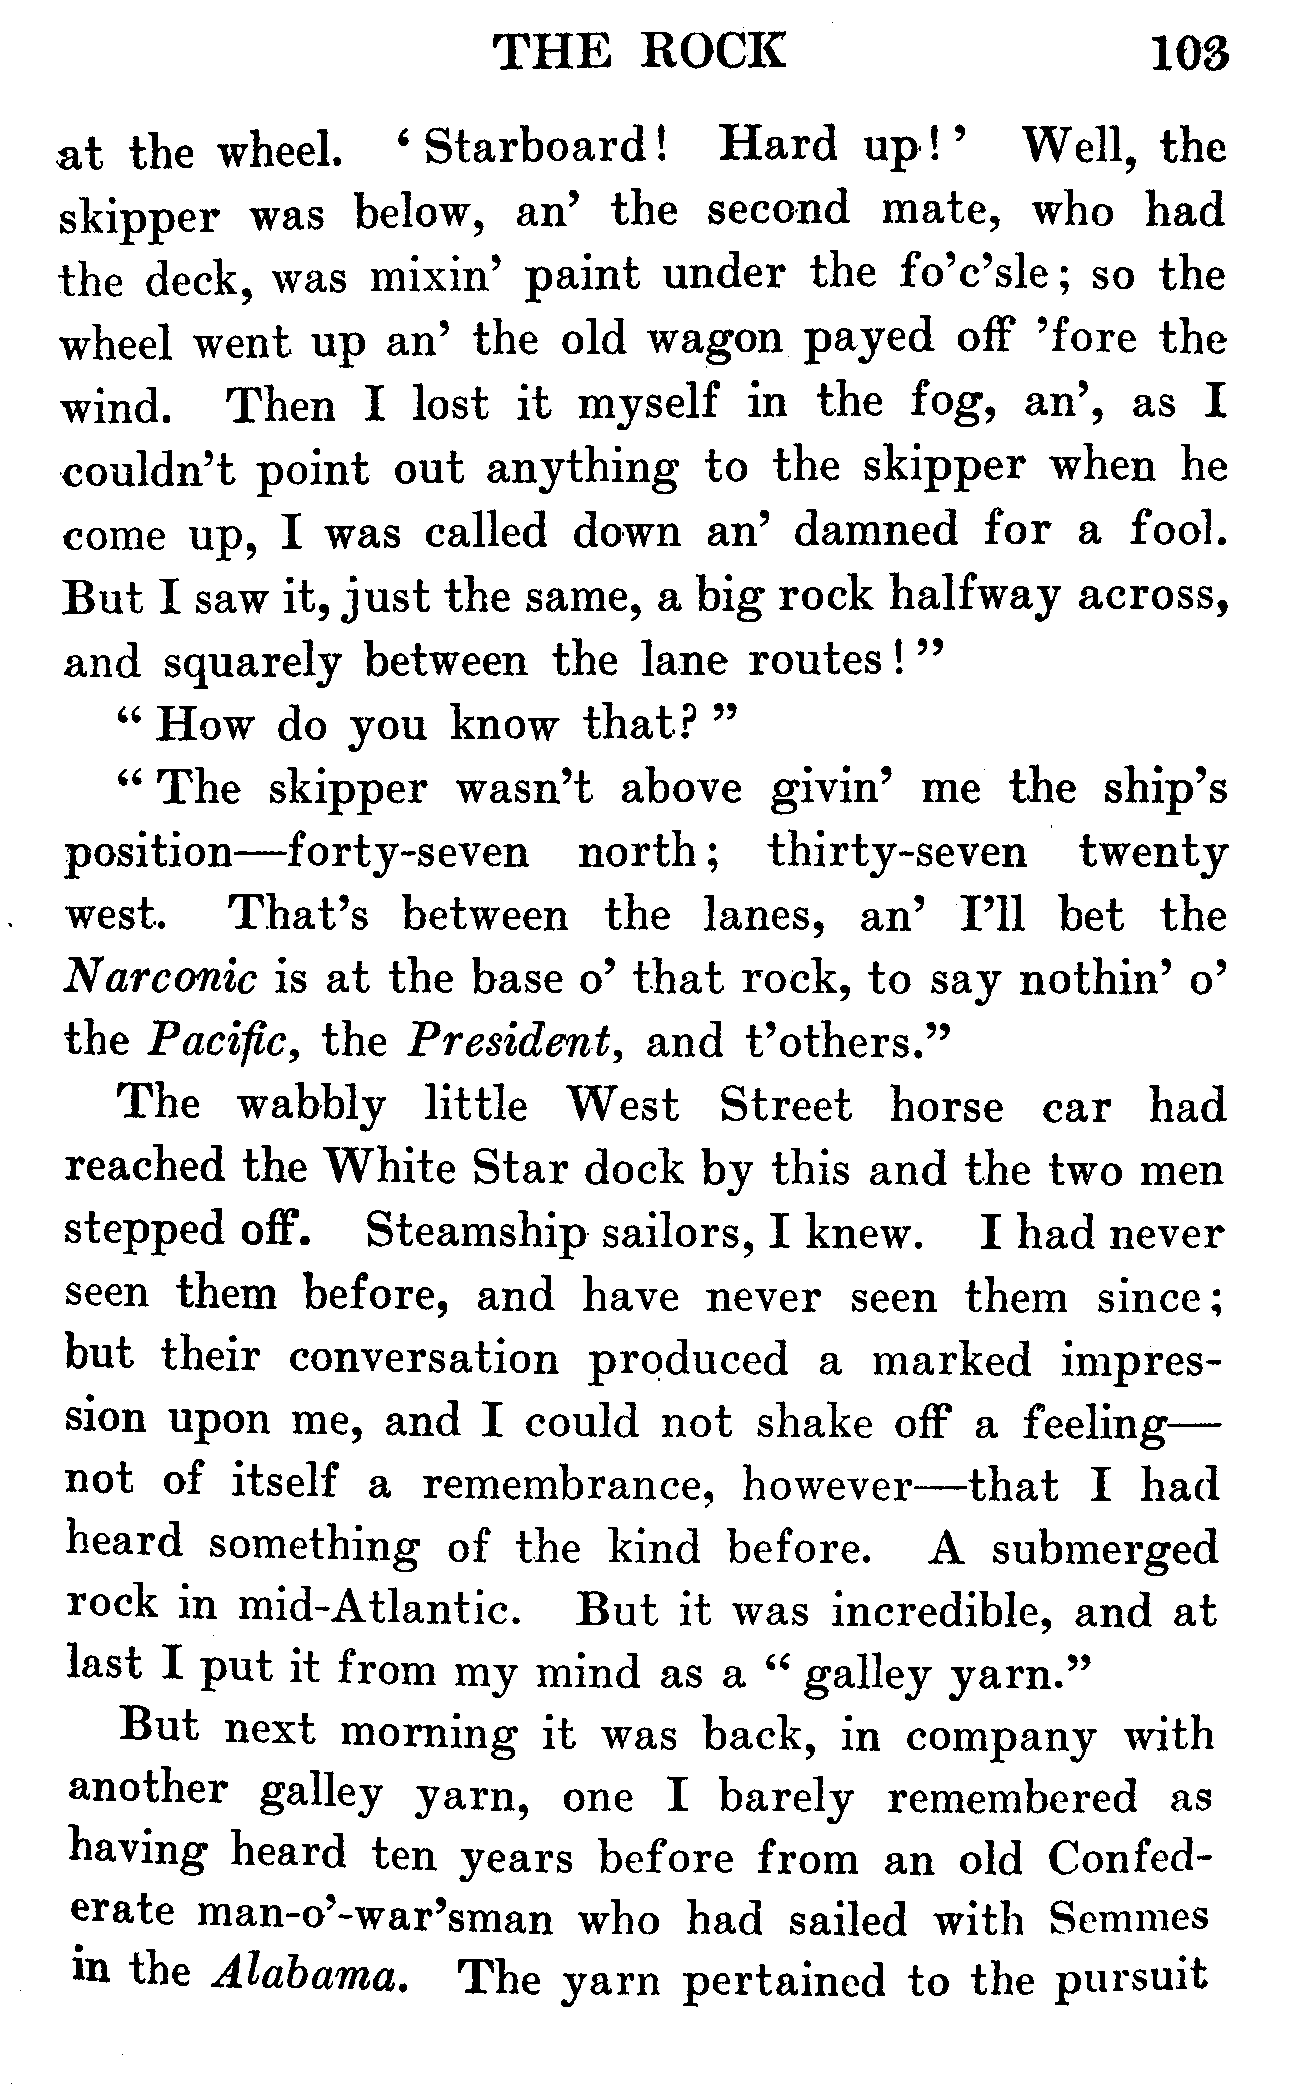 THE ROCK 103
at the wheel. ‘Starboard! Hard up!’ Well, the
skipper was below, an’ the second mate, who had
the deck, was mixin’ paint under the fo’c’sle; so the
wheel went up an’ the old wagon payed off ’fore the
wind. Then I lost it myself in the fog, an’, as I
couldn’t point out anything to the skipper when he
come up, I was called down an’ damned for a fool.
But I saw it, just the same, a big rock halfway across,
and squarely between the lane routes!”
“How do you know that?”
“The skipper wasn’t above givin’ me the ship’s
position—forty-seven north; thirty-seven twenty
west. That’s between the lanes, an’ I’ll bet the
Narconic is at the base o’ that rock, to say nothin’ o’
the Pacific, the President, and t’others.”
The wabbly little West Street horse car had
reached the White Star dock by this and the two men
stepped off. Steamship sailors, I knew. I had never
seen them before, and have never seen them since;
but their conversation produced a marked impres-
sion upon me, and I could not shake off a feeling—
not of itself a remembrance, however—that I had
heard something of the kind before. A submerged
rock in mid-Atlantic. But it was incredible, and at
last I put it from my mind as a “galley yarn.”
But next morning it was back, in company with
another galley yarn, one I barely remembered as
having heard ten years before from an old Confed-
erate man-o’-war’sman who had sailed with Semmes
in the Alabama. The yarn pertained to the pursuit